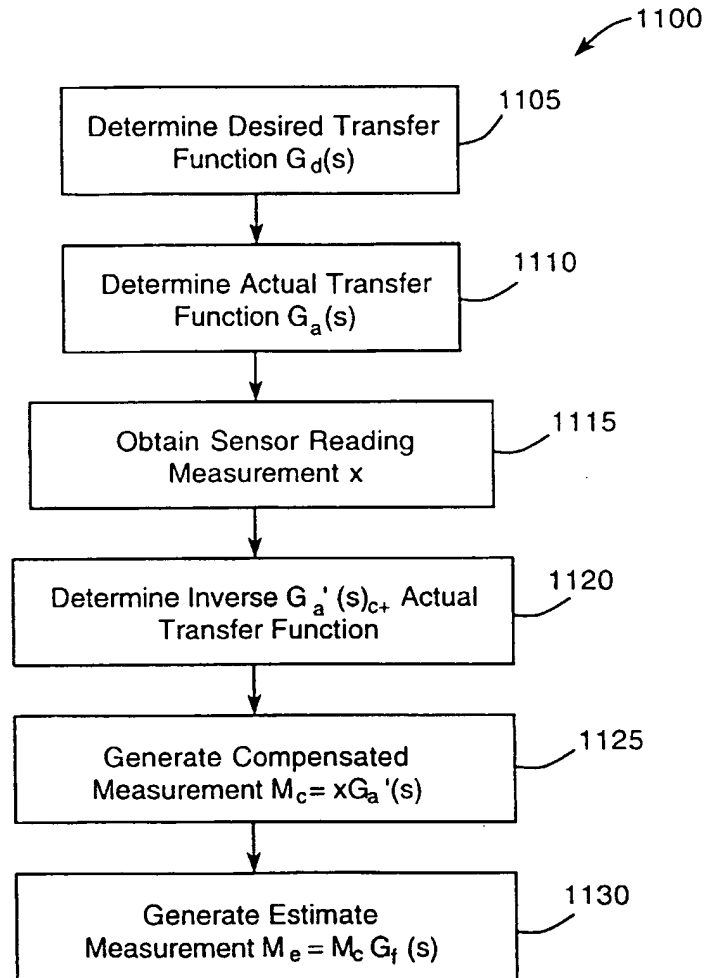 1100
1105
Determine Desired Transfer
Function G_d(s)
1110
Determine Actual Transfer
Function G_a(s)
1115
Obtain Sensor Reading
Measurement x
1120
Determine Inverse G_a'(s)_c+ Actual
Transfer Function
1125
Generate Compensated
Measurement M_c = xG_a'(s)
1130
Generate Estimate
Measurement M_e = M_c G_f (s)